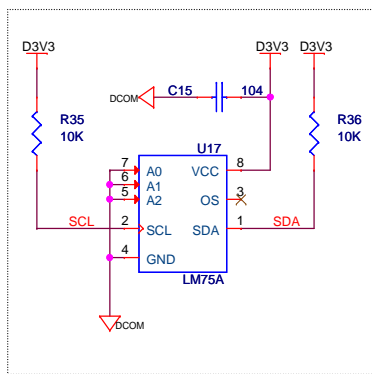 D3V3 D3V3 D3V3
C15 104
DCOM
R35
10K
R36
10K
U17
7 A0 VCC 8
6 A1
5 A2 OS 3
SCL 2 SCL SDA 1 SDA
4 GND
LM75A
DCOM